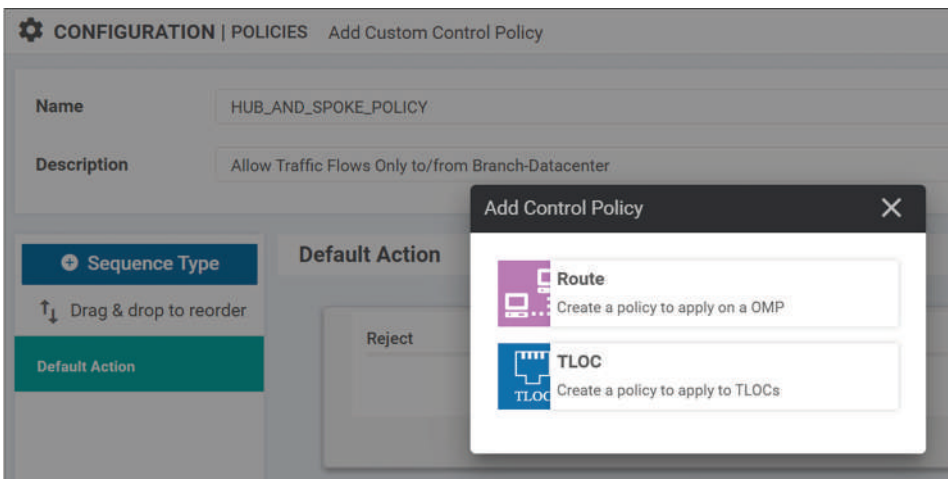 CONFIGURATION | POLICIES Add Custom Control Policy
Name HUB_AND_SPOKE_POLICY
Description Allow Traffic Flows Only to/from Branch-Datacenter
Add Control Policy
Sequence Type
Drag & drop to reorder
Default Action
Default Action
Reject
Route
Create a policy to apply on a OMP
TLOC
TLOC
Create a policy to apply to TLOCs